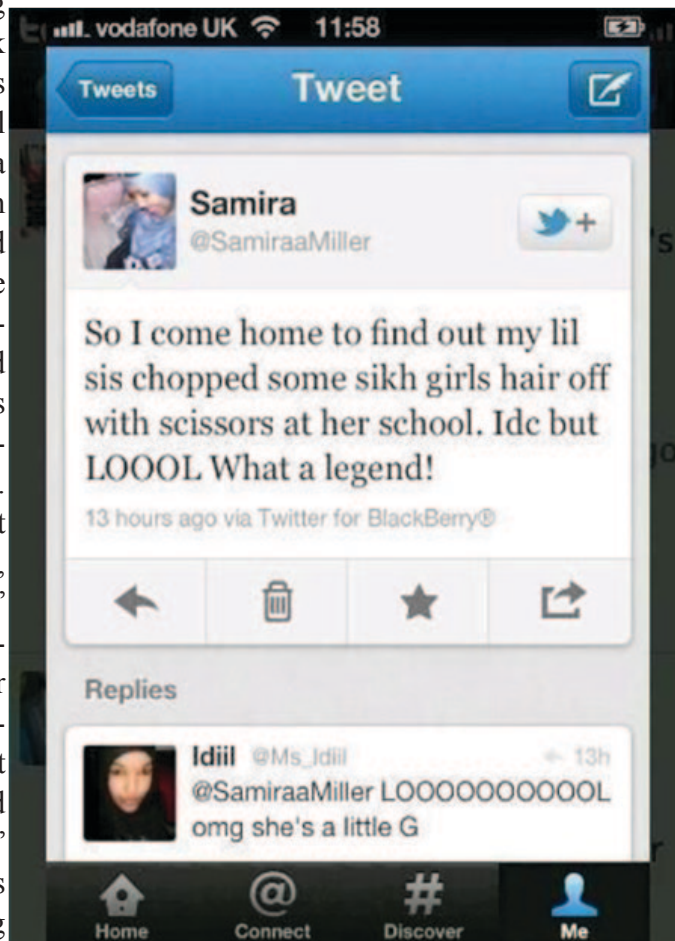 vodafone UK 11:58
Tweets
Tweet
Samira
@SamiraaMiller
So I come home to find out my lil
sis chopped some sikh girls hair off
with scissors at her school. Idc but
LOOOL What a legend!
13 hours ago via Twitter for BlackBerry®
Replies
Idiil @Ms_Idiil 13h
@SamiraaMiller LOOOOOOOOOOL
omg she's a little G
Home
Connect
Discover
Me